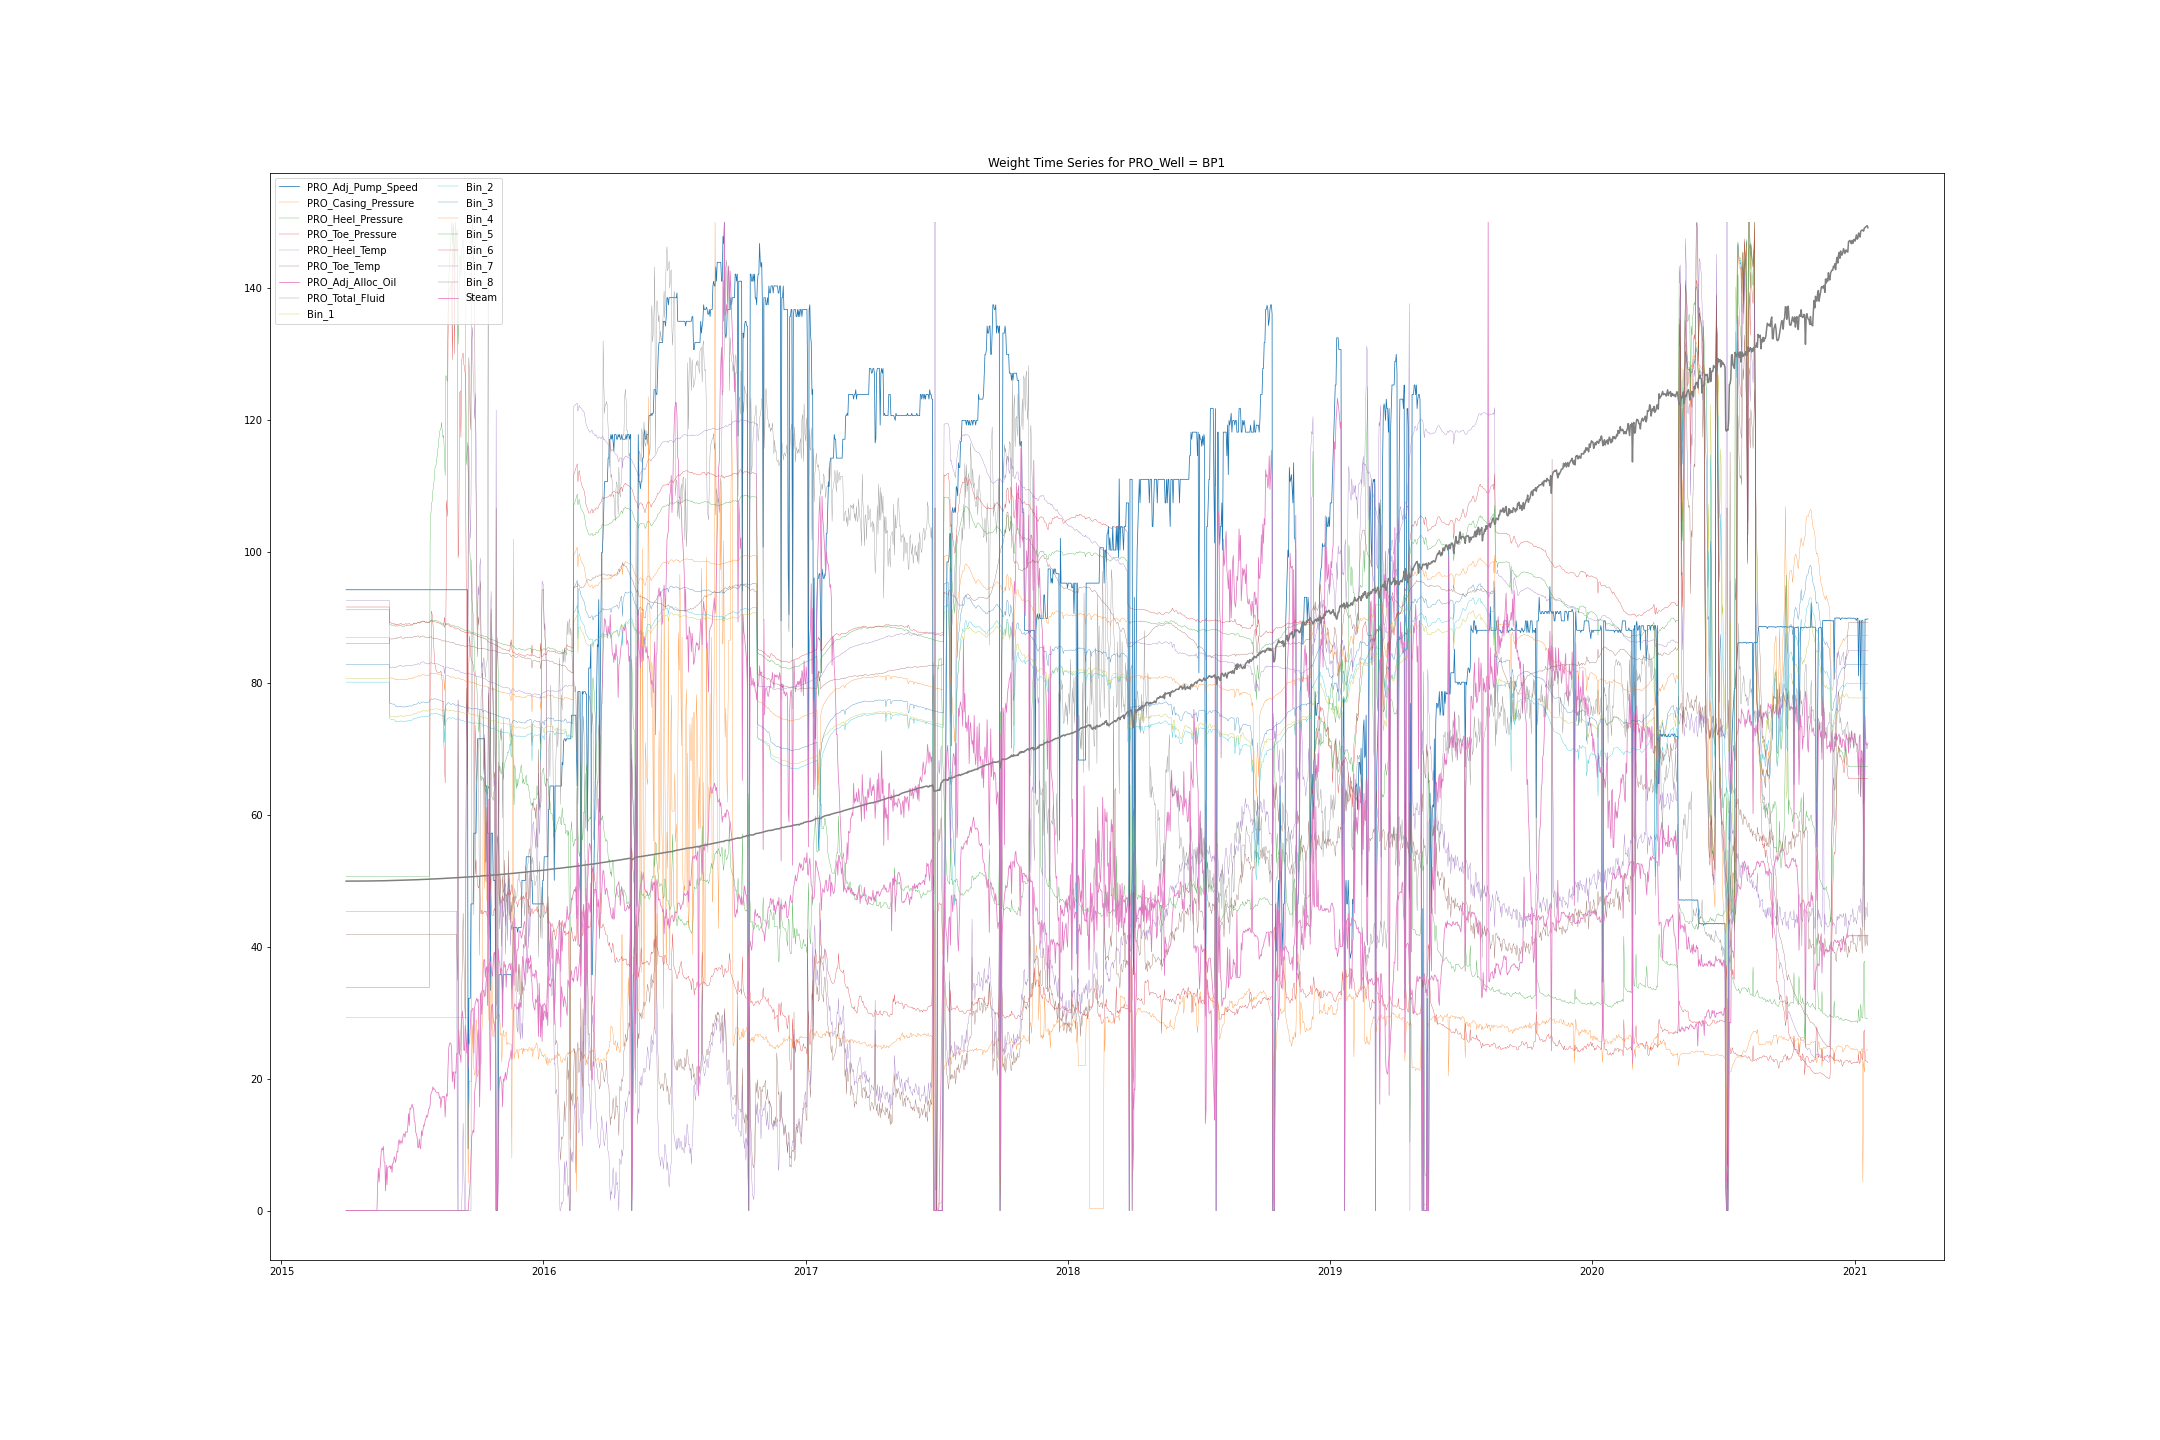 Weight Time Series for PRO_Well = BP1
PRO_Adj_Pump_Speed
PRO_Casing_Pressure
PRO_Heel_Pressure
PRO_Toe_Pressure
PRO_Heel_Temp
PRO_Toe_Temp
PRO_Adj_Alloc_Oil
PRO_Total_Fluid
Bin_1
Bin_2
Bin_3
Bin_4
Bin_5
Bin_6
Bin_7
Bin_8
Steam
140
120
100
80
60
40
20
0
2015 2016 2017 2018 2019 2020 2021